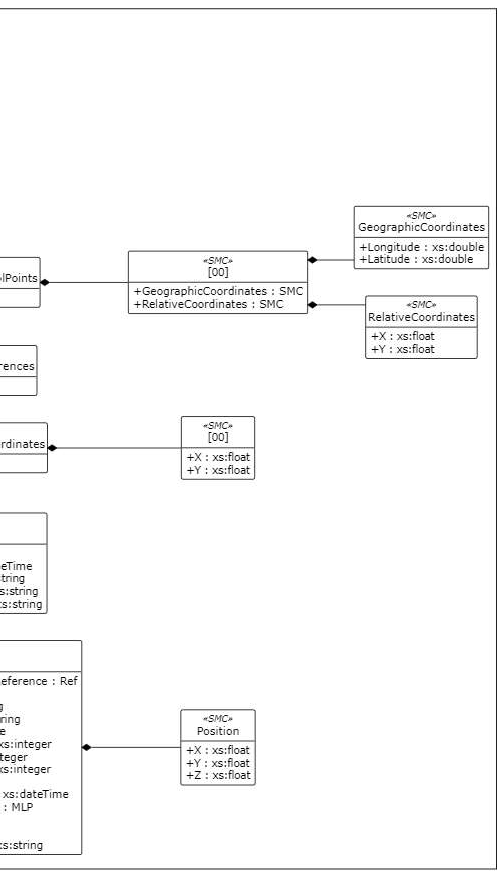 «SMC»
GeographicCoordinates
+Longitude : xs:double
+Latitude : xs:double
lPoints
«SMC»
[00]
+GeographicCoordinates : SMC
+RelativeCoordinates : SMC
«SMC»
RelativeCoordinates
+X : xs:float
+Y : xs:float
rences
rdinates
«SMC»
[00]
+X : xs:float
+Y : xs:float
eTime
tring
s:string
s:string
eference : Ref
g
ring
e
xs:integer
teger
xs:integer
xs:dateTime
: MLP
s:string
«SMC»
Position
+X : xs:float
+Y : xs:float
+Z : xs:float